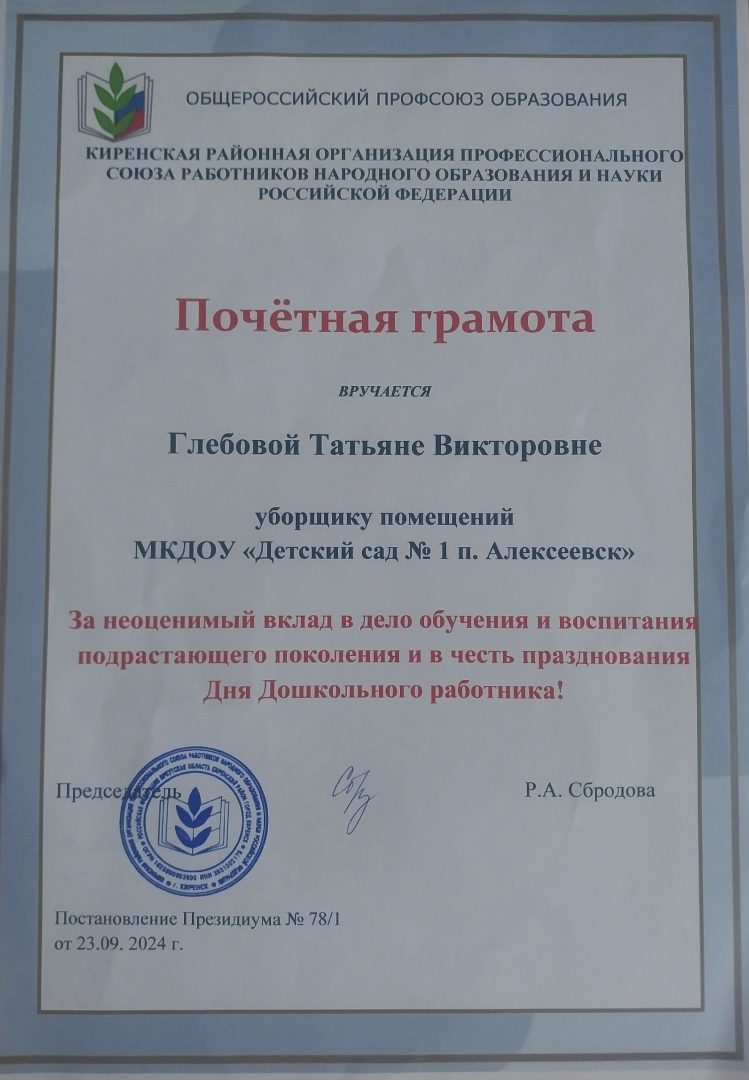 ОБЩЕРОССИЙСКИЙ ПРОФСОЮЗ ОБРАЗОВАНИЯ
КИРЕНСКАЯ РАЙОННАЯ ОРГАНИЗАЦИЯ ПРОФЕССИОНАЛЬНОГО
СОЮЗА РАБОТНИКОВ НАРОДНОГО ОБРАЗОВАНИЯ И НАУКИ
РОССИЙСКОЙ ФЕДЕРАЦИИ
Почётная грамота
ВРУЧАЕТСЯ
Глебовой Татьяне Викторовне
уборщику помещений
МКДОУ «Детский сад № 1 п. Алексеевск»
За неоценимый вклад в дело обучения и воспитания
подрастающего поколения и в честь празднования
Дня Дошкольного работника!
Председатель
Р.А. Сбродова
г. КИРЕНСК
Постановление Президиума № 78/1
от 23.09. 2024 г.